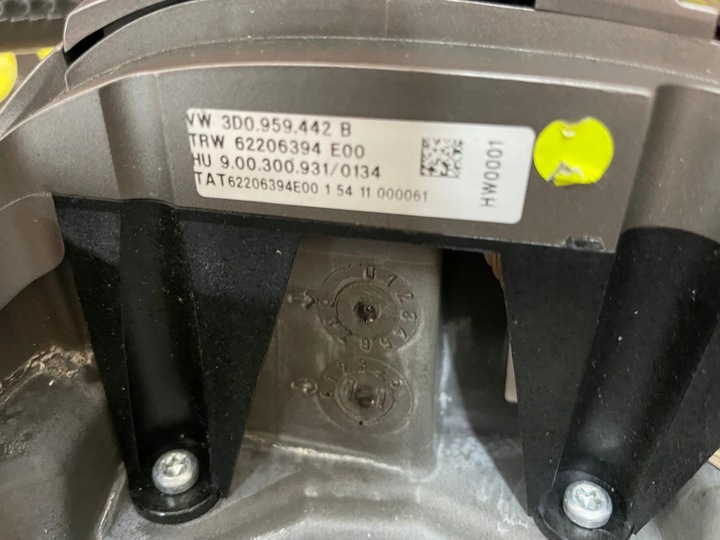 VW 3D0.959.442 B
TRW 62206394 E00
HU 9.00.300.931/0134
TAT62206394E00 1 54 11 000061
HW0001